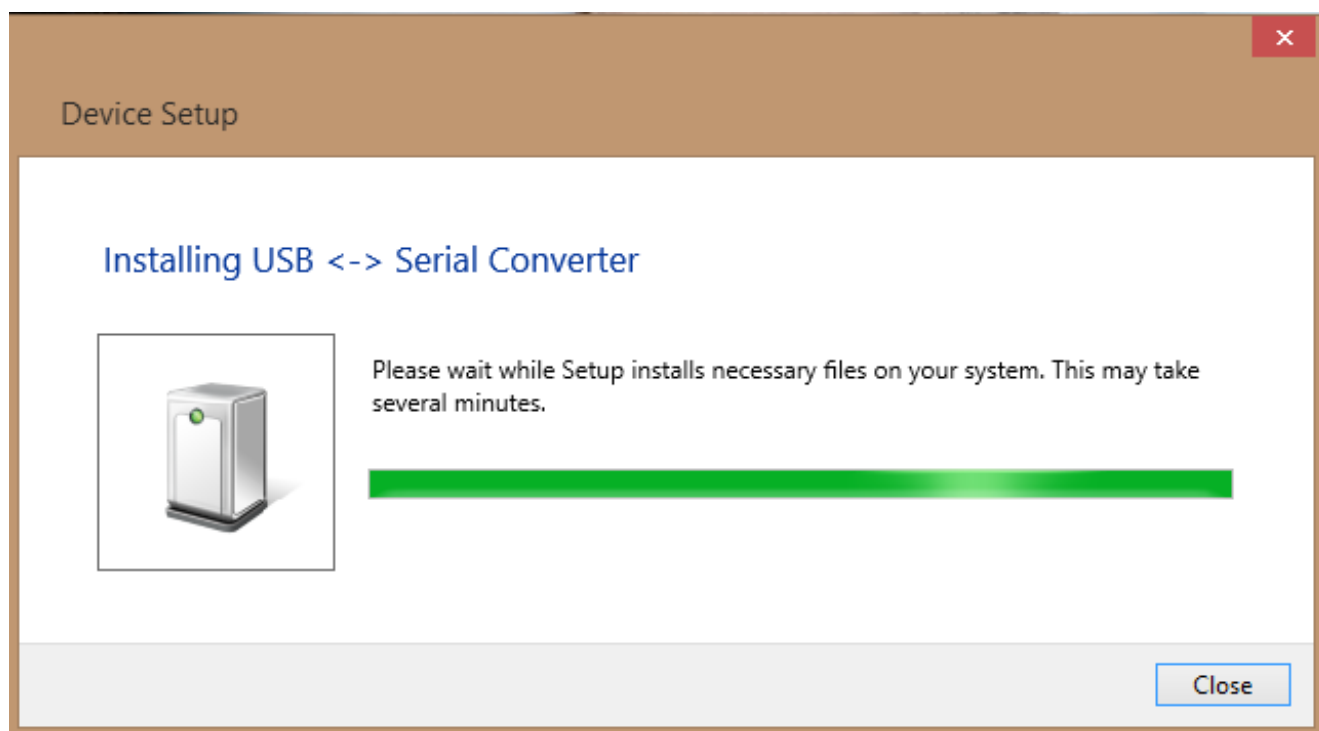 Device Setup
Installing USB <-> Serial Converter
Please wait while Setup installs necessary files on your system. This may take
several minutes.
Close